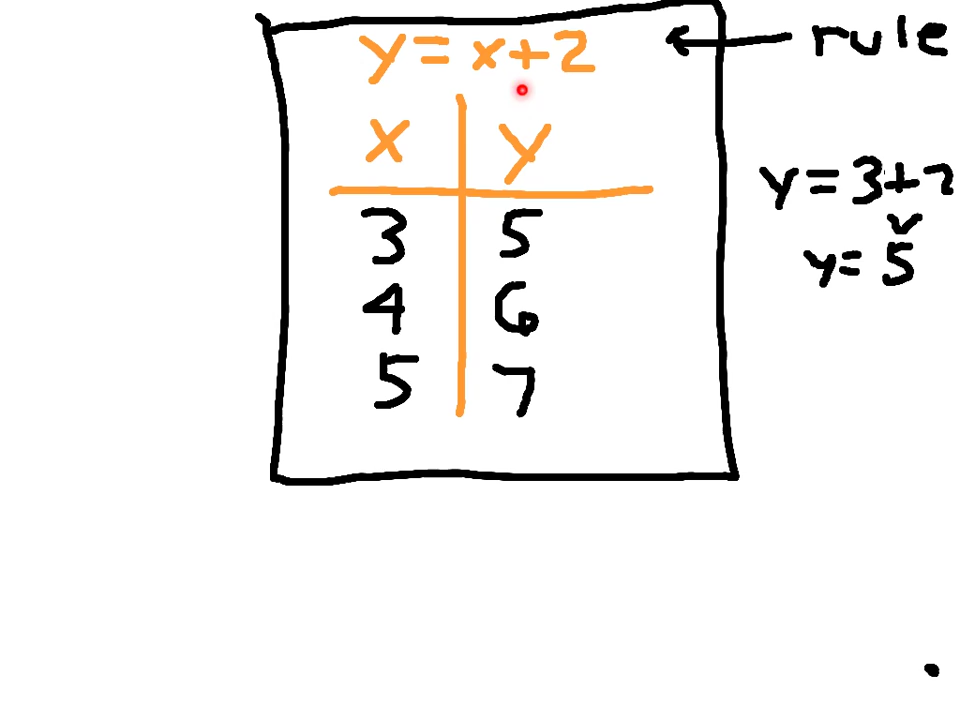 y = x + 2 ← rule
x y
3 5
4 6
5 7
y = 3 + 2
y = 5